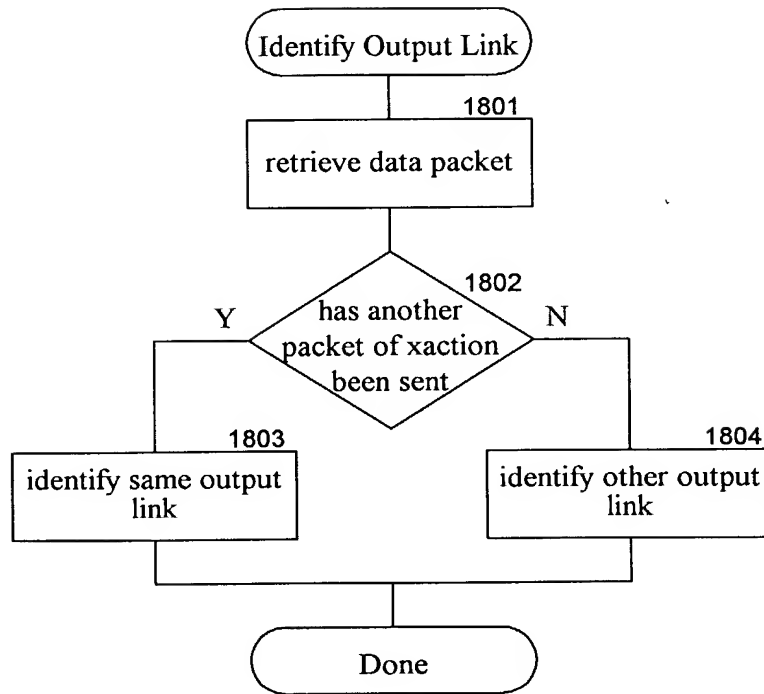 Identify Output Link
1801
retrieve data packet
1802
Y
N
has another
packet of xaction
been sent
1803
1804
identify same output
link
identify other output
link
Done